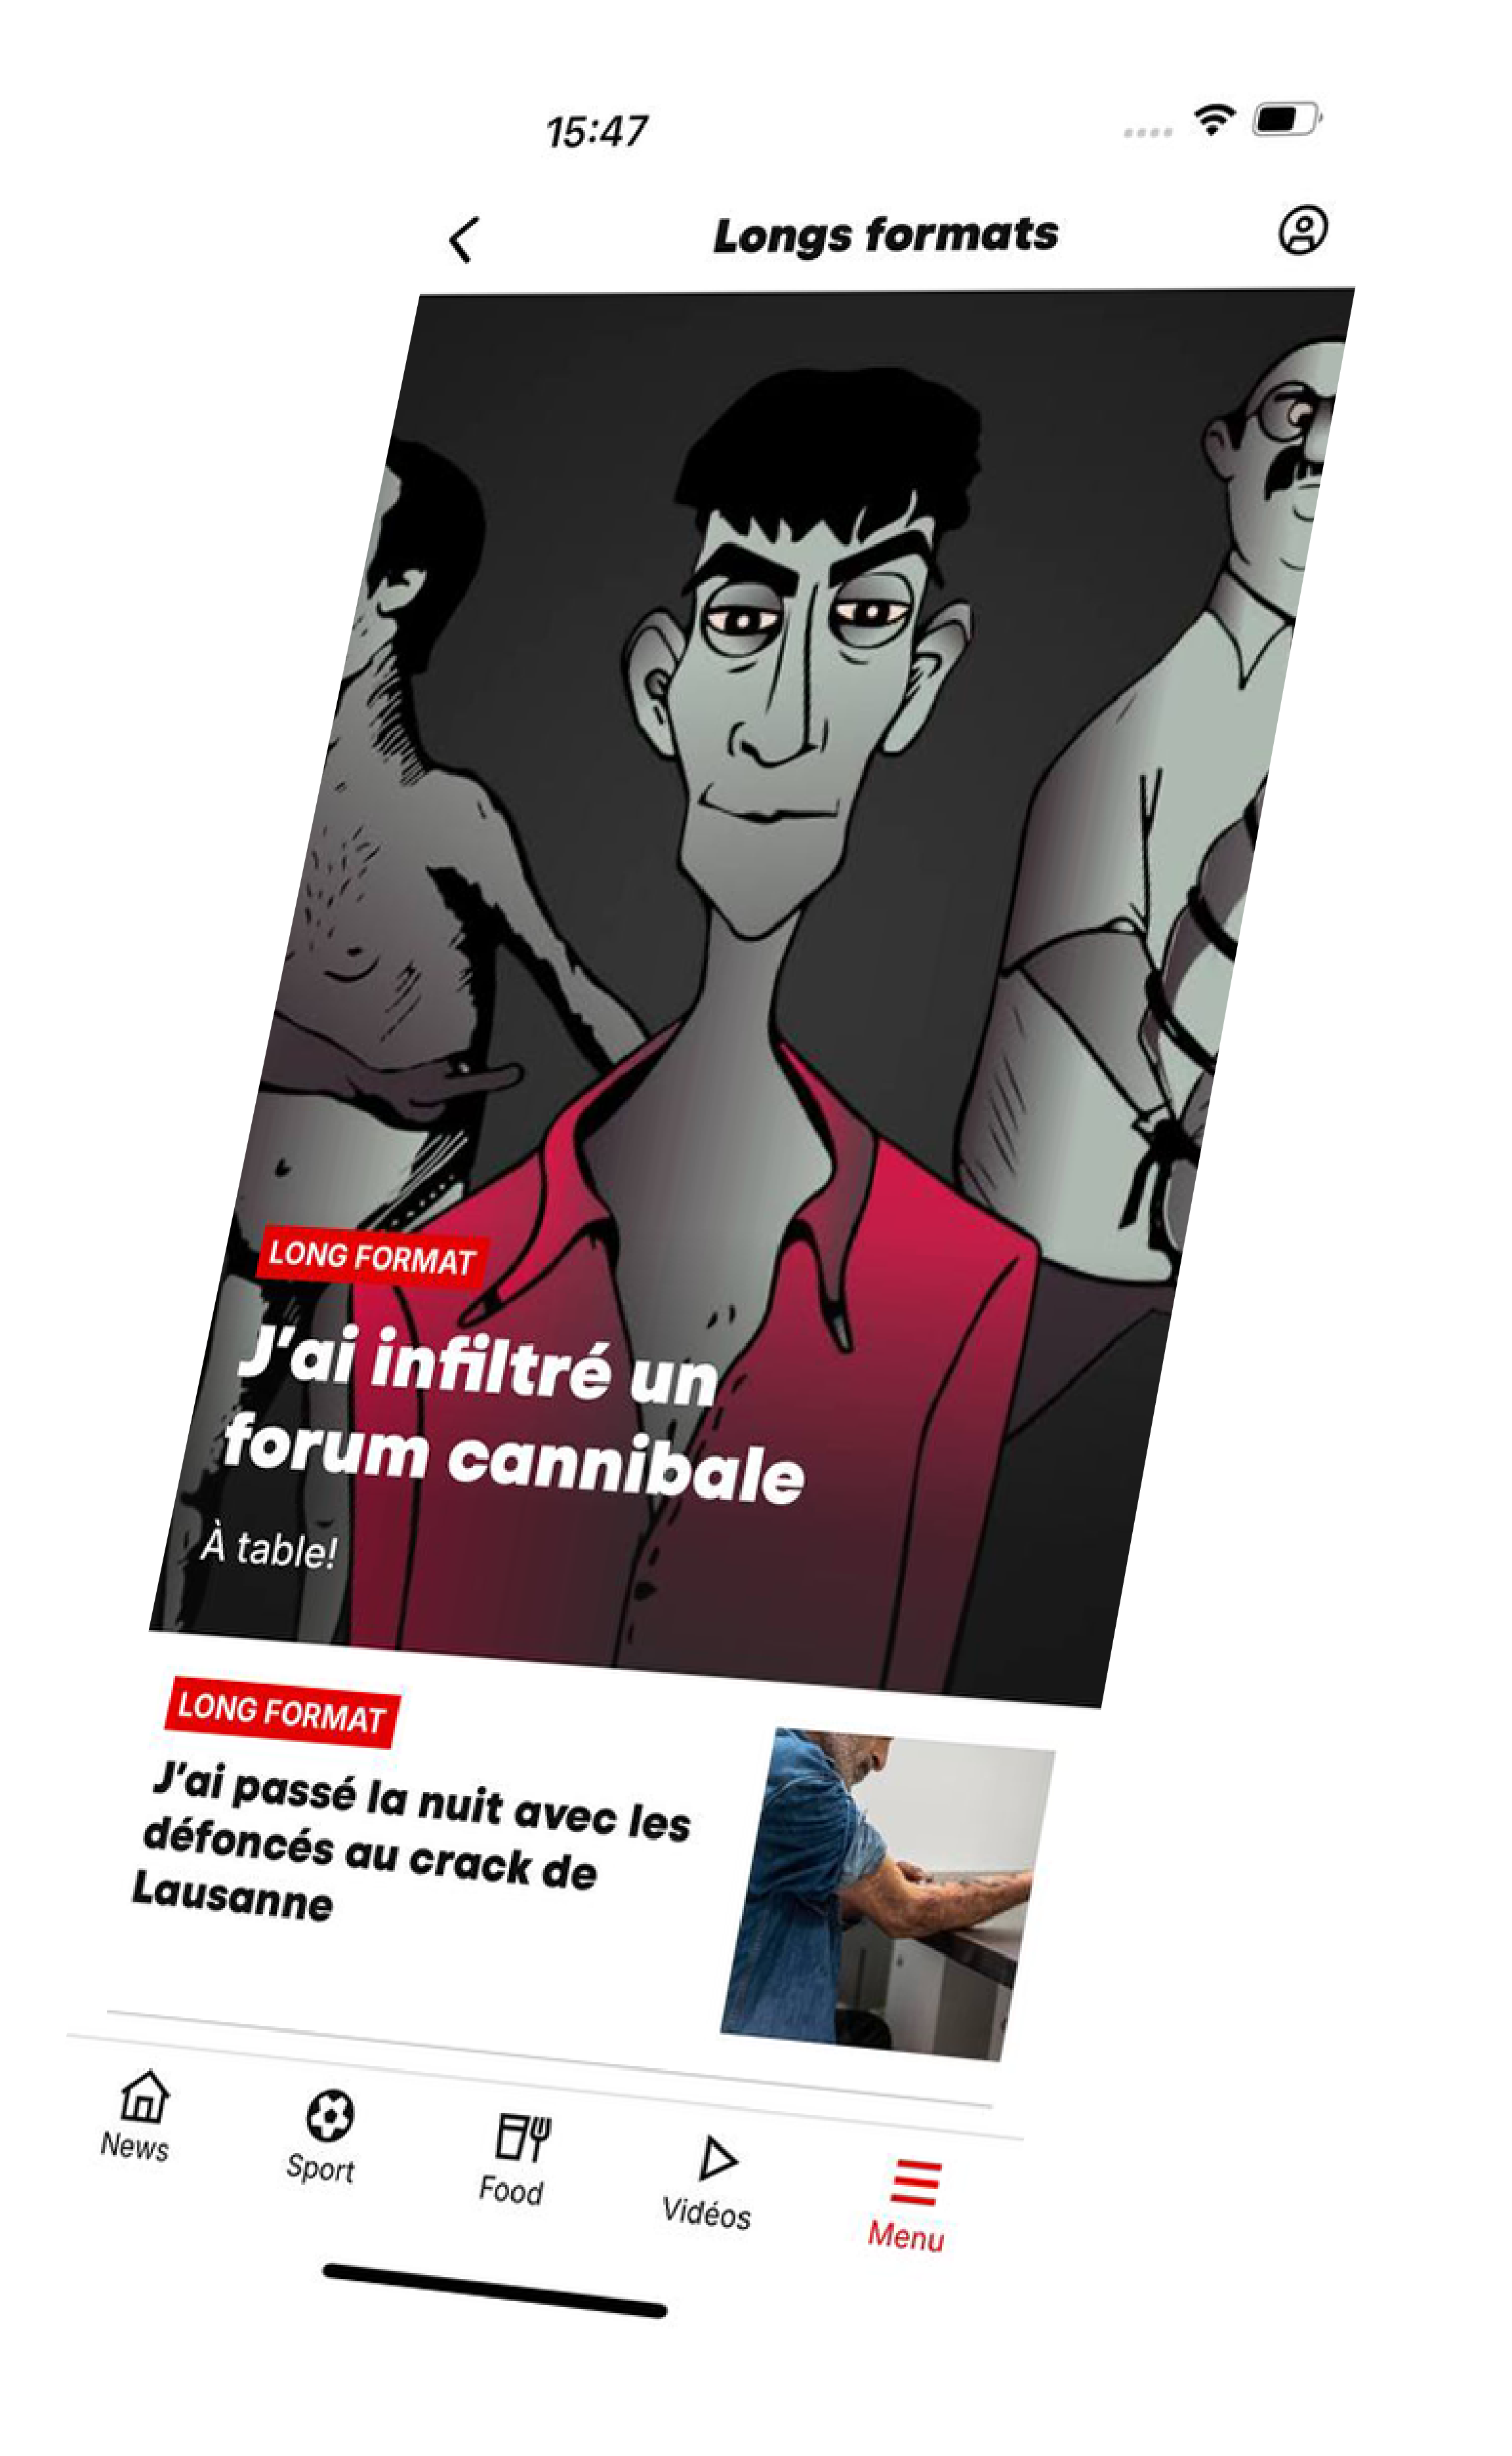 15:47
Longs formats
LONG FORMAT
J'ai infiltré un
forum cannibale
À table!
LONG FORMAT
J'ai passé la nuit avec les
défoncés au crack de
Lausanne
News
Sport
Food
Vidéos
Menu